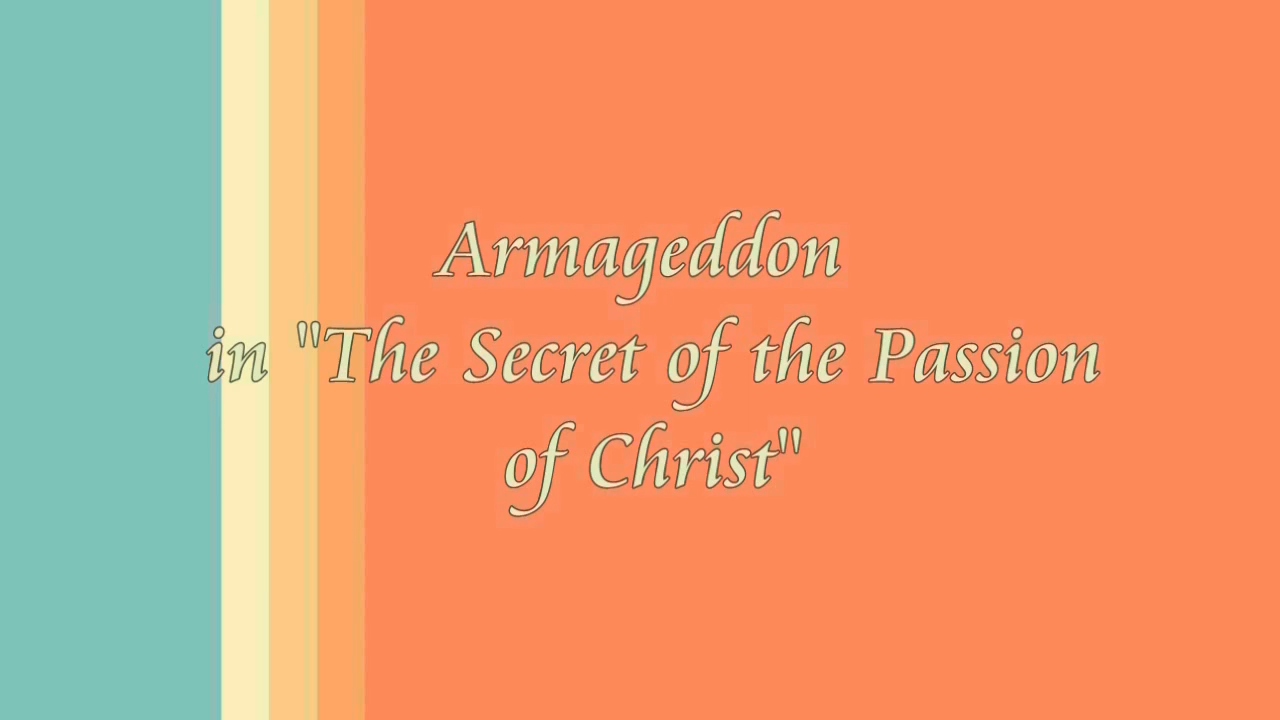 Armageddon
in "The Secret of the Passion
of Christ"